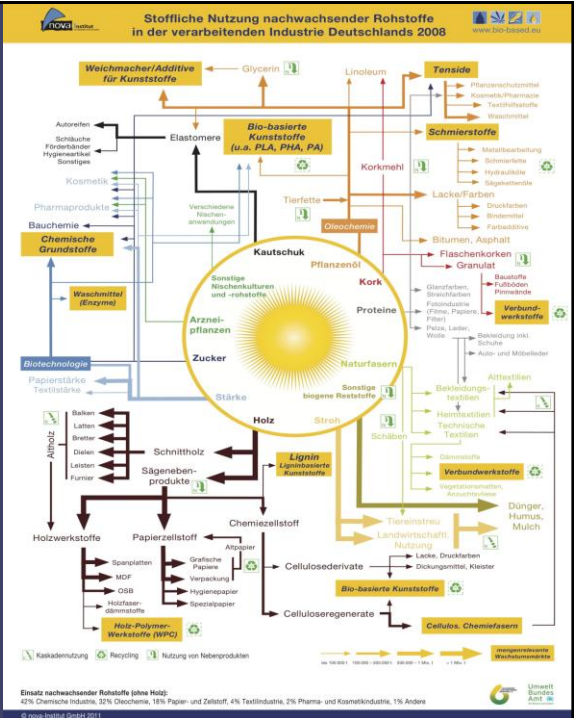 nova Institut
Stoffliche Nutzung nachwachsender Rohstoffe
in der verarbeitenden Industrie Deutschlands 2008
www.bio-based.eu
Weichmacher/Additive
für Kunststoffe
Glycerin
Linoleum
Tenside
Pflanzenschutzmittel
Kosmetik/Pharmazie
Textilhilfsstoffe
Waschmittel
Autoreifen
Schläuche
Förderbänder
Hygieneartikel
Sonstiges
Elastomere
Bio-basierte
Kunststoffe
(u.a. PLA, PHA, PA)
Schmierstoffe
Metallbearbeitung
Schmierfette
Hydrauliköle
Sägekettenöle
Korkmehl
Kosmetik
Pharmaprodukte
Bauchemie
Verschiedene
Nischen-
anwendungen
Tierfette
Oleochemie
Lacke/Farben
Druckfarben
Bindemittel
Farbadditive
Bitumen, Asphalt
Chemische
Grundstoffe
Waschmittel
(Enzyme)
Kautschuk
Pflanzenöl
Kork
Flaschenkorken
Granulat
Baustoffe
Fußböden
Pinnwände
Verbund-
werkstoffe
Sonstige
Nischenkulturen
und -rohstoffe
Proteine
Glanzfarben,
Streichfarben
Fotoindustrie
(Filme, Papiere,
Filter)
Pelze, Leder,
Wolle
Bekleidung inkl.
Schuhe
Auto- und Möbelleder
Arznei-
pflanzen
Zucker
Biotechnologie
Papierstärke
Textilstärke
Stärke
Naturfasern
Sonstige
biogene Reststoffe
Bekleidungs-
textilien
Alttextilien
Heimtextilien
Technische
Textilien
Holz
Stroh
Schäben
Dämmstoffe
Verbundwerkstoffe
Vegetationsmatten,
Anzuchtvliese
Altholz
Balken
Latten
Bretter
Dielen
Leisten
Furnier
Schnittholz
Sägeneben-
produkte
Lignin
Ligninbasierte
Kunststoffe
Dünger,
Humus,
Mulch
Tiereinstreu
Landwirtschaftl.
Nutzung
Holzwerkstoffe
Papierzellstoff
Chemiezellstoff
Altpapier
Spanplatten
MDF
OSB
Holzfaser-
dämmstoffe
Holz-Polymer-
Werkstoffe (WPC)
Grafische
Papiere
Verpackung
Hygienepapier
Spezialpapier
Cellulosederivate
Lacke, Druckfarben
Dickungsmittel, Kleister
Bio-basierte Kunststoffe
Celluloseregenerate
Cellulos. Chemiefasern
Kaskadennutzung
Recycling
Nutzung von Nebenprodukten
mengenrelevante
Wachstumsmärkte
Einsatz nachwachsender Rohstoffe (ohne Holz):
42% Chemische Industrie, 32% Oleochemie, 18% Papier- und Zellstoff, 4% Textilindustrie, 2% Pharma- und Kosmetikindustrie, 1% Andere
Umwelt
Bundes
Amt
© nova-Institut GmbH 2011